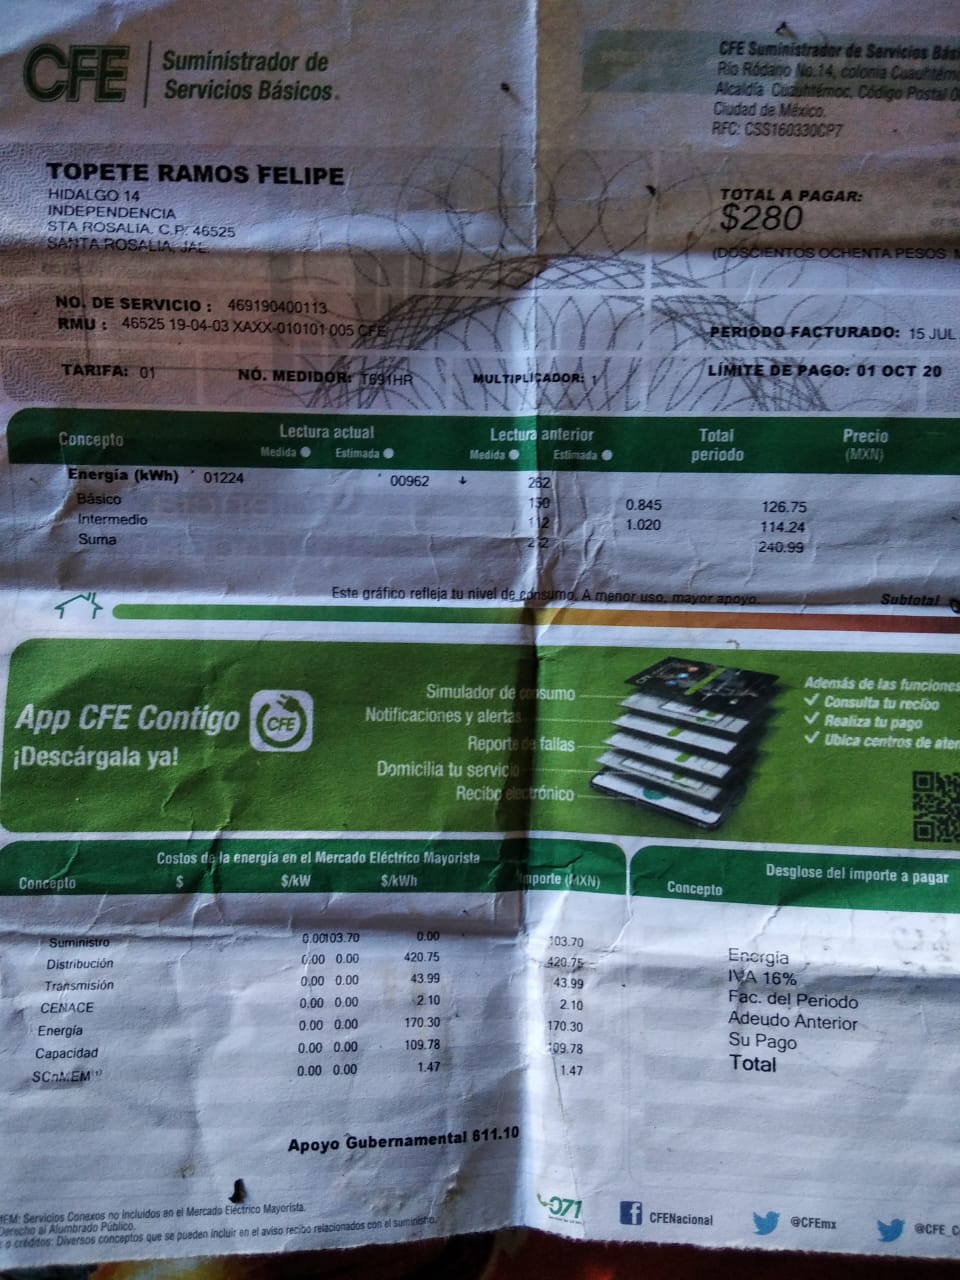 CFE
Suministrador de
Servicios Básicos
CFE Suministrador de Servicios
Río Ródano No.14, colonia
Alcaldía Cuauhtémoc, Código Postal
Ciudad de México.
RFC: CSS160330CP7
TOPETE RAMOS FELIPE
HIDALGO 14
INDEPENDENCIA
STA ROSALIA. C.P. 46525
SANTA ROSALIA, JAL.
TOTAL A PAGAR:
$280
(DOSCIENTOS OCHENTA PESOS
NO. DE SERVICIO : 469190400113
RMU : 46525 19-04-03 XAXX-010101 005 CFE
PERIODO FACTURADO: 15 JUL
TARIFA: 01 NO. MEDIDOR: T691HR MULTIPLICADOR: 1 LÍMITE DE PAGO: 01 OCT 20
Concepto Lectura actual Lectura anterior Total periodo Precio (MXN)
Medida Estimada Medida Estimada
Energía (kWh) 01224 00962 262
Básico 150 0.845 126.75
Intermedio 112 1.020 114.24
Suma 262 240.99
Este gráfico refleja tu nivel de consumo. A menor uso, mayor apoyo. Subtotal
App CFE Contigo
¡Descárgala ya!
CFE
Simulador de consumo
Notificaciones y alertas
Reporte de fallas
Domicilia tu servicio
Recibo electrónico
Además de las funciones
Consulta tu recibo
Realiza tu pago
Ubica centros de
Costos de la energía en el Mercado Eléctrico Mayorista
Concepto $ $/kW $/kWh Importe (MXN)
Suministro 0.00 103.70 0.00 103.70
Distribución 0.00 0.00 420.75 420.75
Transmisión 0.00 0.00 43.99 43.99
CENACE 0.00 0.00 2.10 2.10
Energía 0.00 0.00 170.30 170.30
Capacidad 0.00 0.00 109.78 109.78
SCnMEM(1) 0.00 0.00 1.47 1.47
Apoyo Gubernamental 611.10
Desglose del importe a pagar
Concepto
Energía
IVA 16%
Fac. del Periodo
Adeudo Anterior
Su Pago
Total
MEM: Servicios Conexos no incluidos en el Mercado Eléctrico Mayorista.
Derecho al Alumbrado Público.
o créditos: Diversos conceptos que se pueden incluir en el aviso recibo relacionados con el suministro.
071
CFENacional
@CFEmx